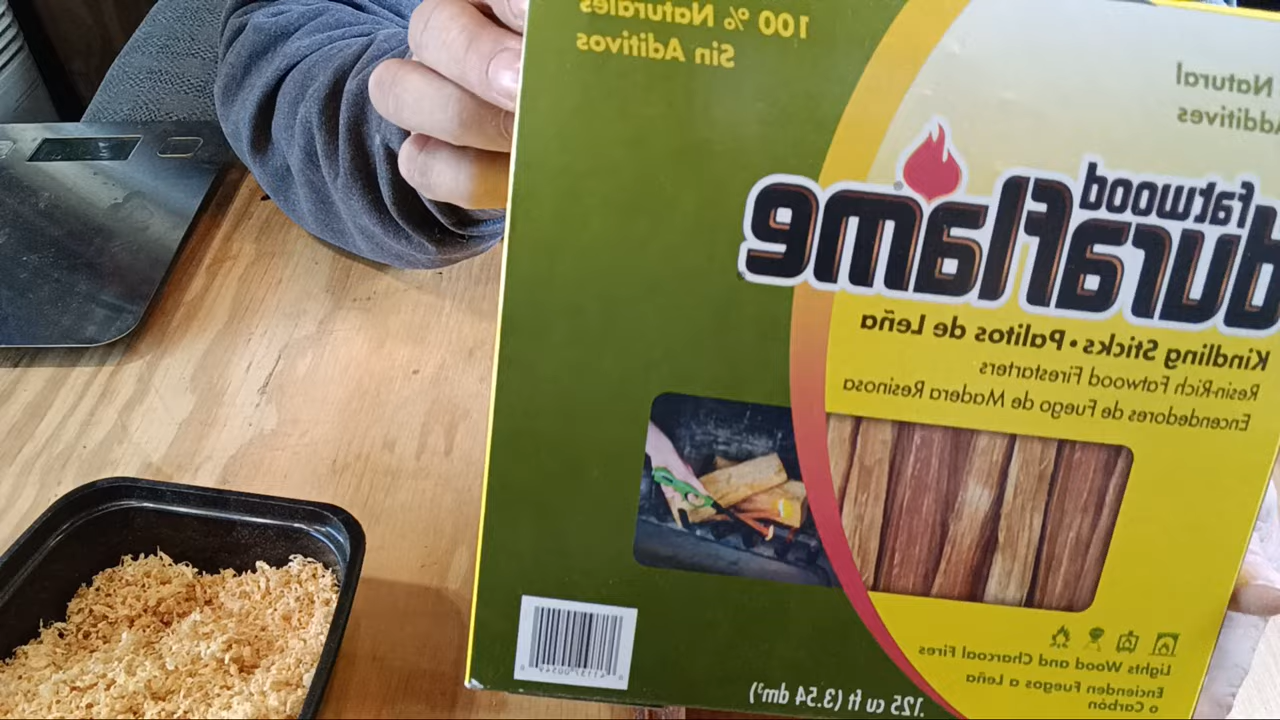 100 % Naturales
Sin Aditivos
Natural
Additives
fatwood
duraflame
Kindling Sticks • Palitos de Leña
Resin-Rich Fatwood Firestarters
Encendedores de Fuego de Madera Resinosa
Lights Wood and Charcoal Fires
Encienden Fuegos a Leña
o Carbón
.125 cu ft (3.54 dm³)